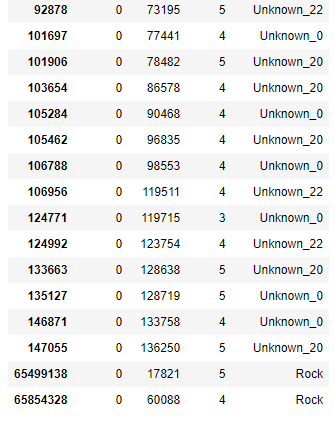 92878 0 73195 5 Unknown_22
101697 0 77441 4 Unknown_0
101906 0 78482 5 Unknown_20
103654 0 86578 4 Unknown_20
105284 0 90468 4 Unknown_0
105462 0 96835 4 Unknown_20
106788 0 98553 4 Unknown_0
106956 0 119511 4 Unknown_22
124771 0 119715 3 Unknown_0
124992 0 123754 4 Unknown_22
133663 0 128638 5 Unknown_20
135127 0 128719 5 Unknown_0
146871 0 133758 4 Unknown_0
147055 0 136250 5 Unknown_20
65499138 0 17821 5 Rock
65854328 0 60088 4 Rock